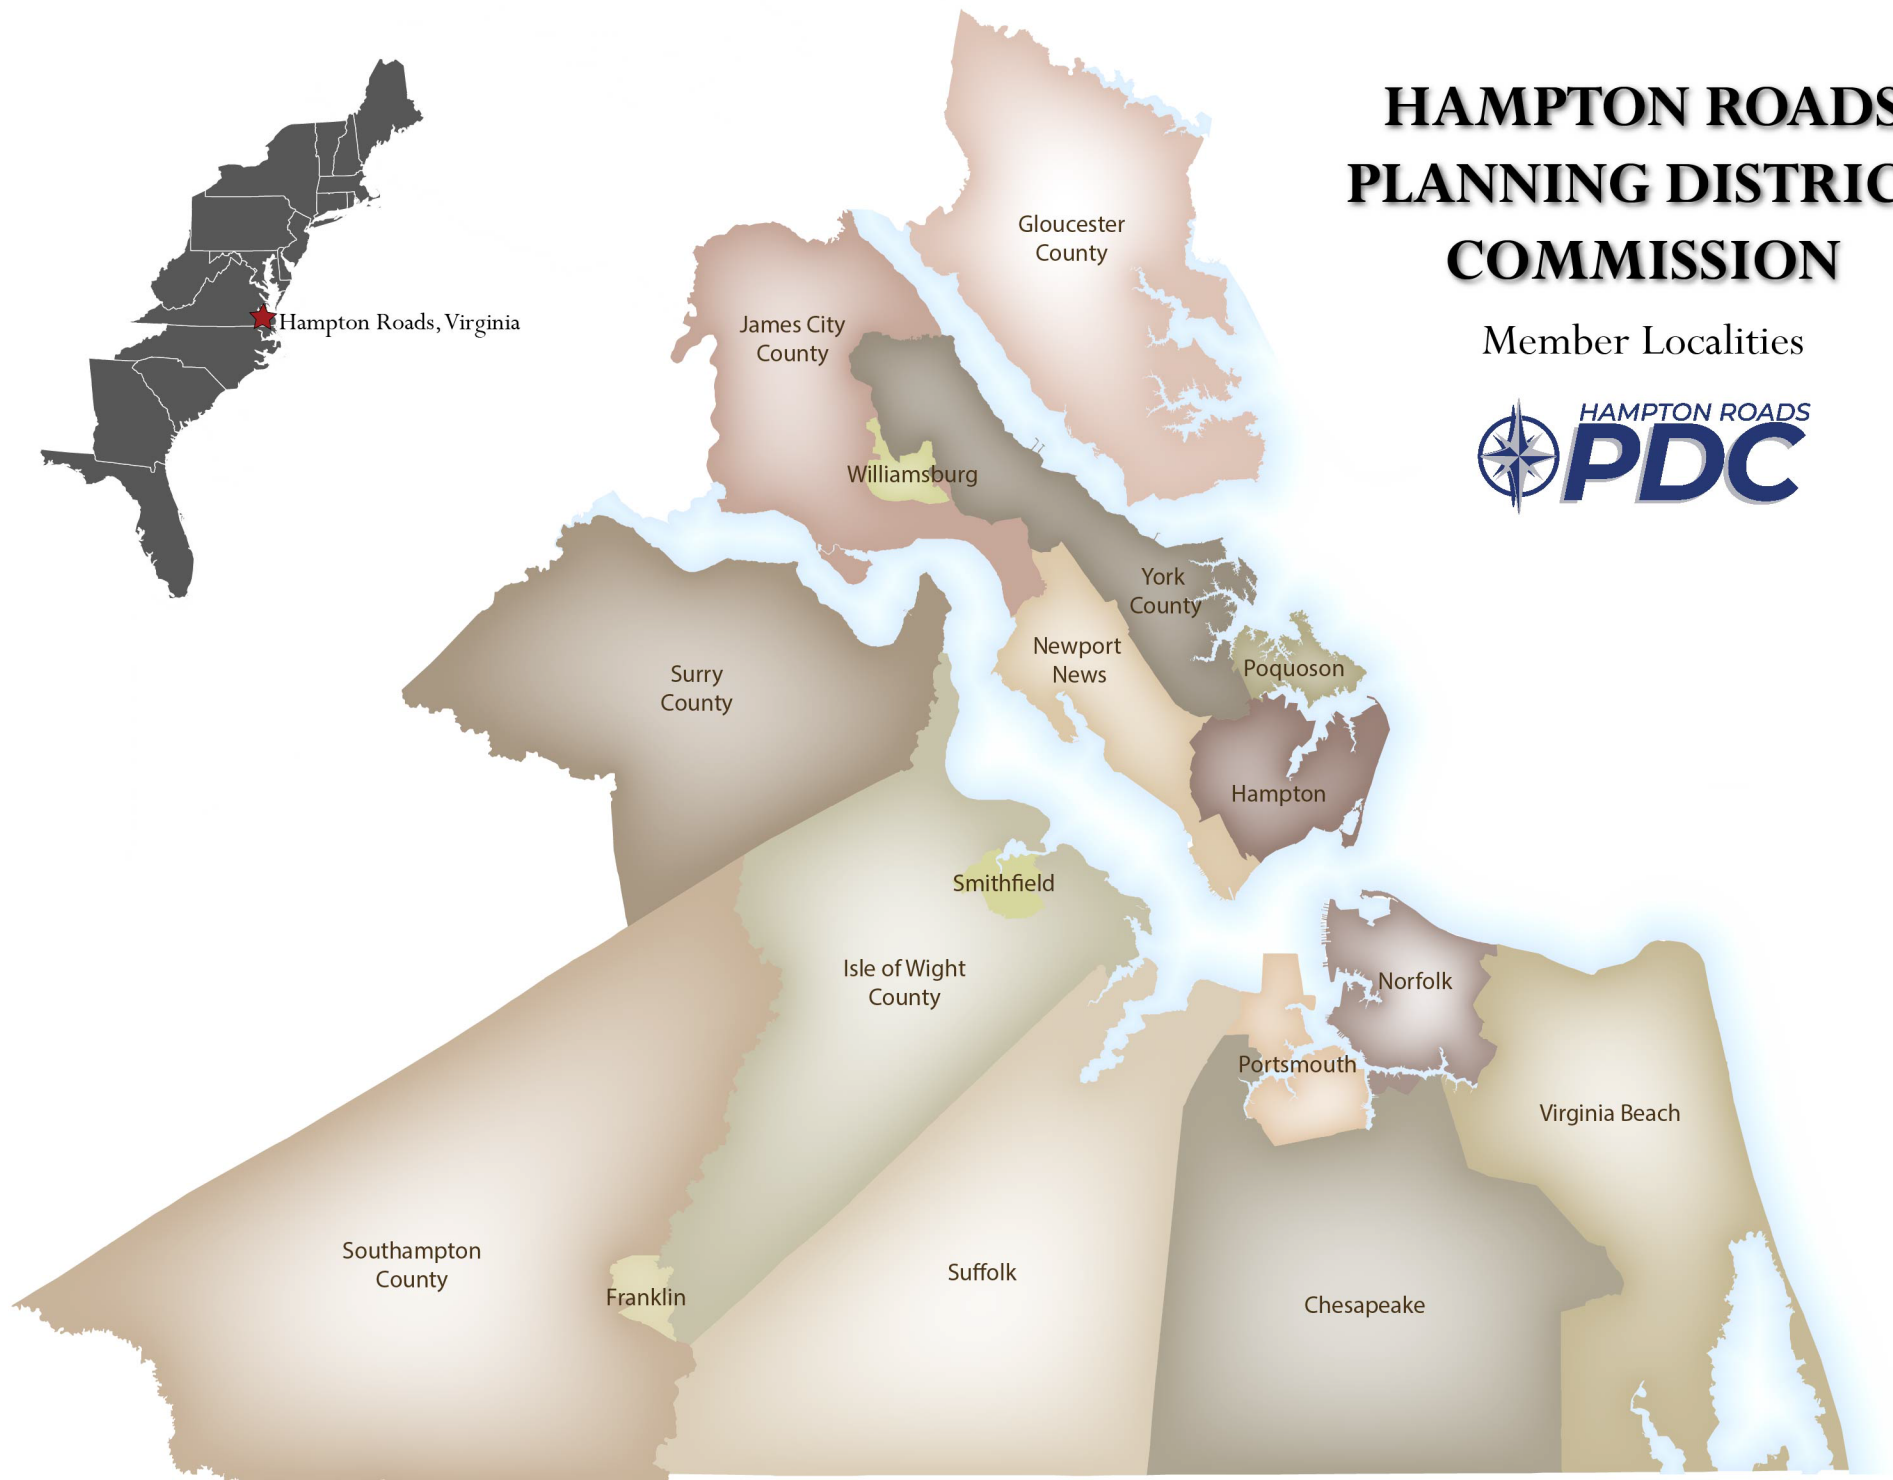 HAMPTON ROADS
PLANNING DISTRIC
COMMISSION
Member Localities
HAMPTON ROADS
PDC
Hampton Roads, Virginia
Gloucester
County
James City
County
Williamsburg
York
County
Newport
News
Poquoson
Surry
County
Hampton
Smithfield
Isle of Wight
County
Norfolk
Portsmouth
Virginia Beach
Southampton
County
Franklin
Suffolk
Chesapeake